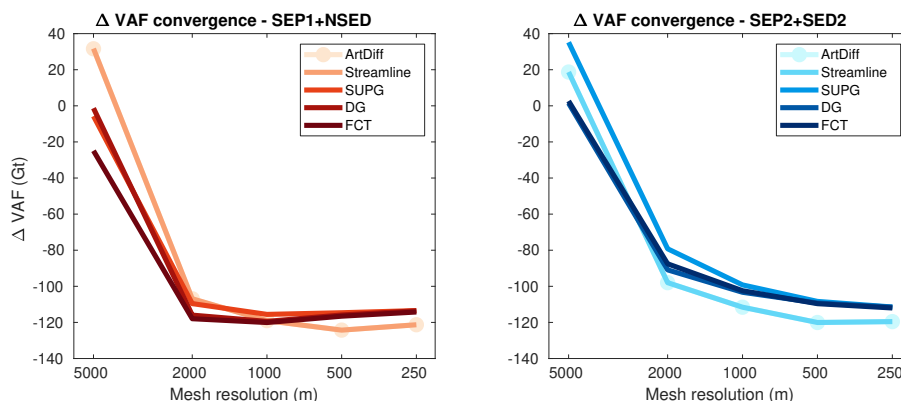 Δ VAF convergence - SEP1+NSED
40
20
0
-20
-40
-60
-80
-100
-120
-140
Δ VAF (Gt)
5000
2000
1000
500
250
Mesh resolution (m)
ArtDiff
Streamline
SUPG
DG
FCT
Δ VAF convergence - SEP2+SED2
40
20
0
-20
-40
-60
-80
-100
-120
-140
5000
2000
1000
500
250
Mesh resolution (m)
ArtDiff
Streamline
SUPG
DG
FCT